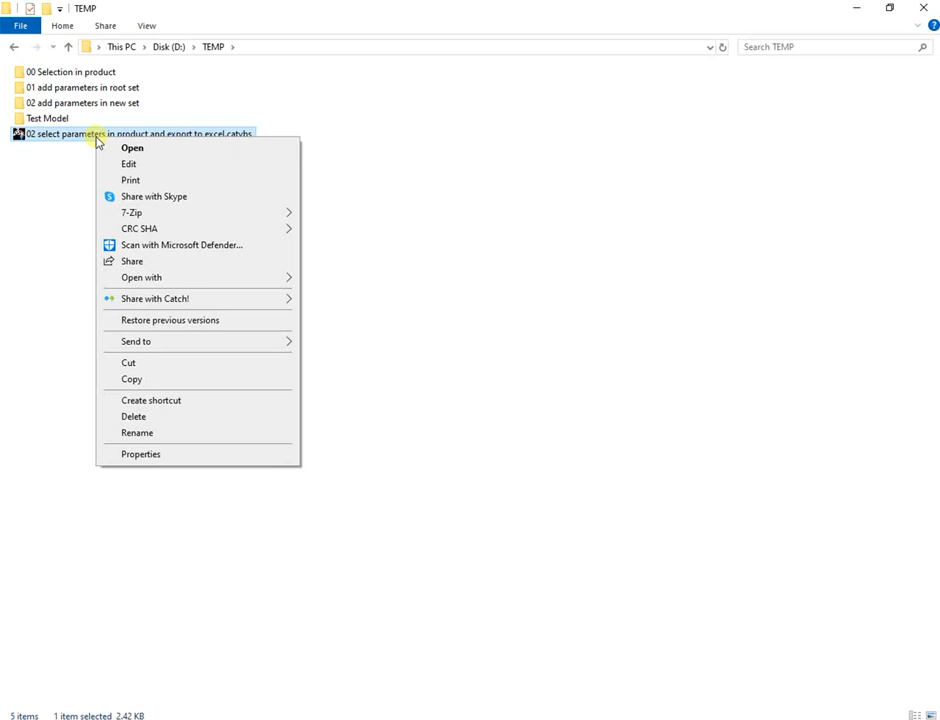 TEMP
File Home Share View
This PC Disk (D:) TEMP Search TEMP
00 Selection in product
01 add parameters in root set
02 add parameters in new set
Test Model
02 select parameters in product and export to excel.catvbs
Open
Edit
Print
Share with Skype
7-Zip
CRC SHA
Scan with Microsoft Defender...
Share
Open with
Share with Catch!
Restore previous versions
Send to
Cut
Copy
Create shortcut
Delete
Rename
Properties
5 items 1 item selected 2.42 KB